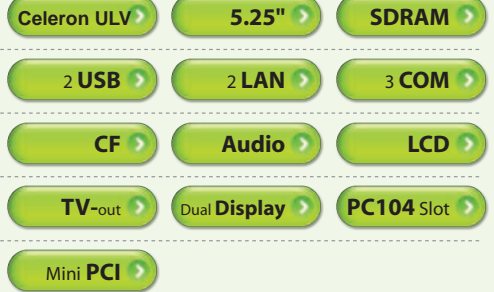 Celeron ULV 5.25" SDRAM
2 USB 2 LAN 3 COM
CF Audio LCD
TV-out Dual Display PC104 Slot
Mini PCI